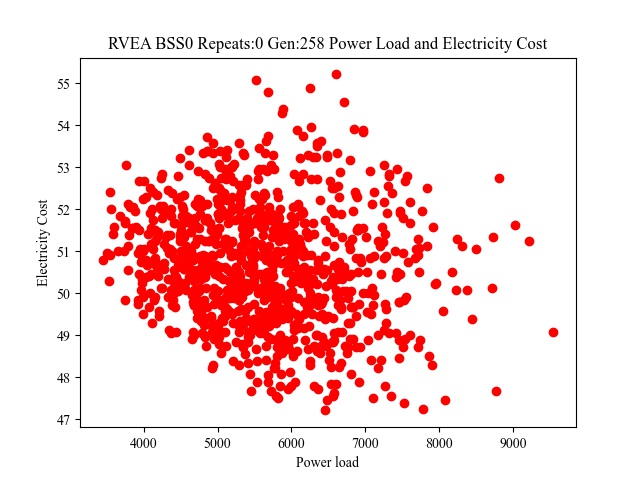 RVEA BSS0 Repeats:0 Gen:258 Power Load and Electricity Cost
55
54
53
52
51
50
49
48
47
Electricity Cost
4000 5000 6000 7000 8000 9000
Power load